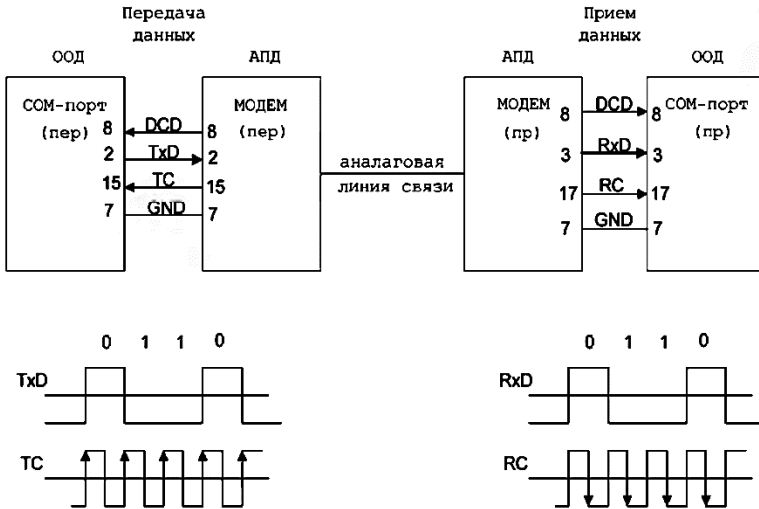 Передача
данных
Прием
данных
ООД
АПД
АПД
ООД
COM-порт
(пер)
МОДЕМ
(пер)
МОДЕМ
(пр)
COM-порт
(пр)
8 DCD 8
2 TxD 2
15 TC 15
7 GND 7
аналаговая
линия связи
8 DCD 8
3 RxD 3
17 RC 17
7 GND 7
0 1 1 0
TxD
TC
0 1 1 0
RxD
RC